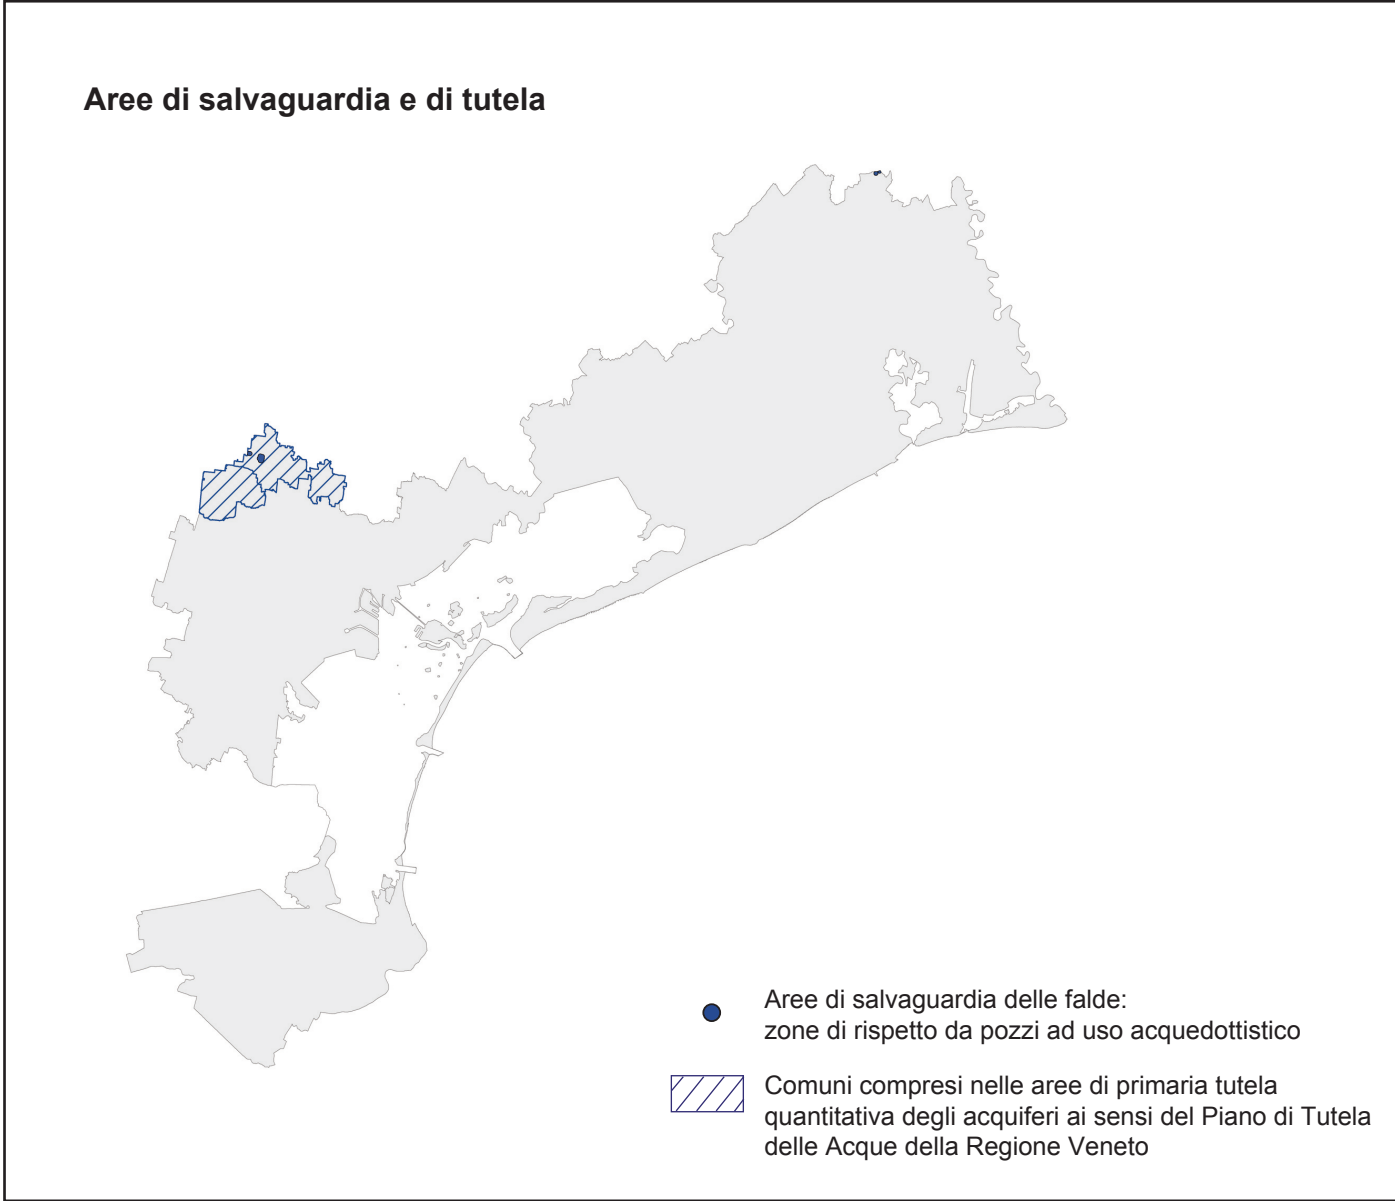 Aree di salvaguardia e di tutela
Aree di salvaguardia delle falde:
zone di rispetto da pozzi ad uso acquedottistico
Comuni compresi nelle aree di primaria tutela
quantitativa degli acquiferi ai sensi del Piano di Tutela
delle Acque della Regione Veneto